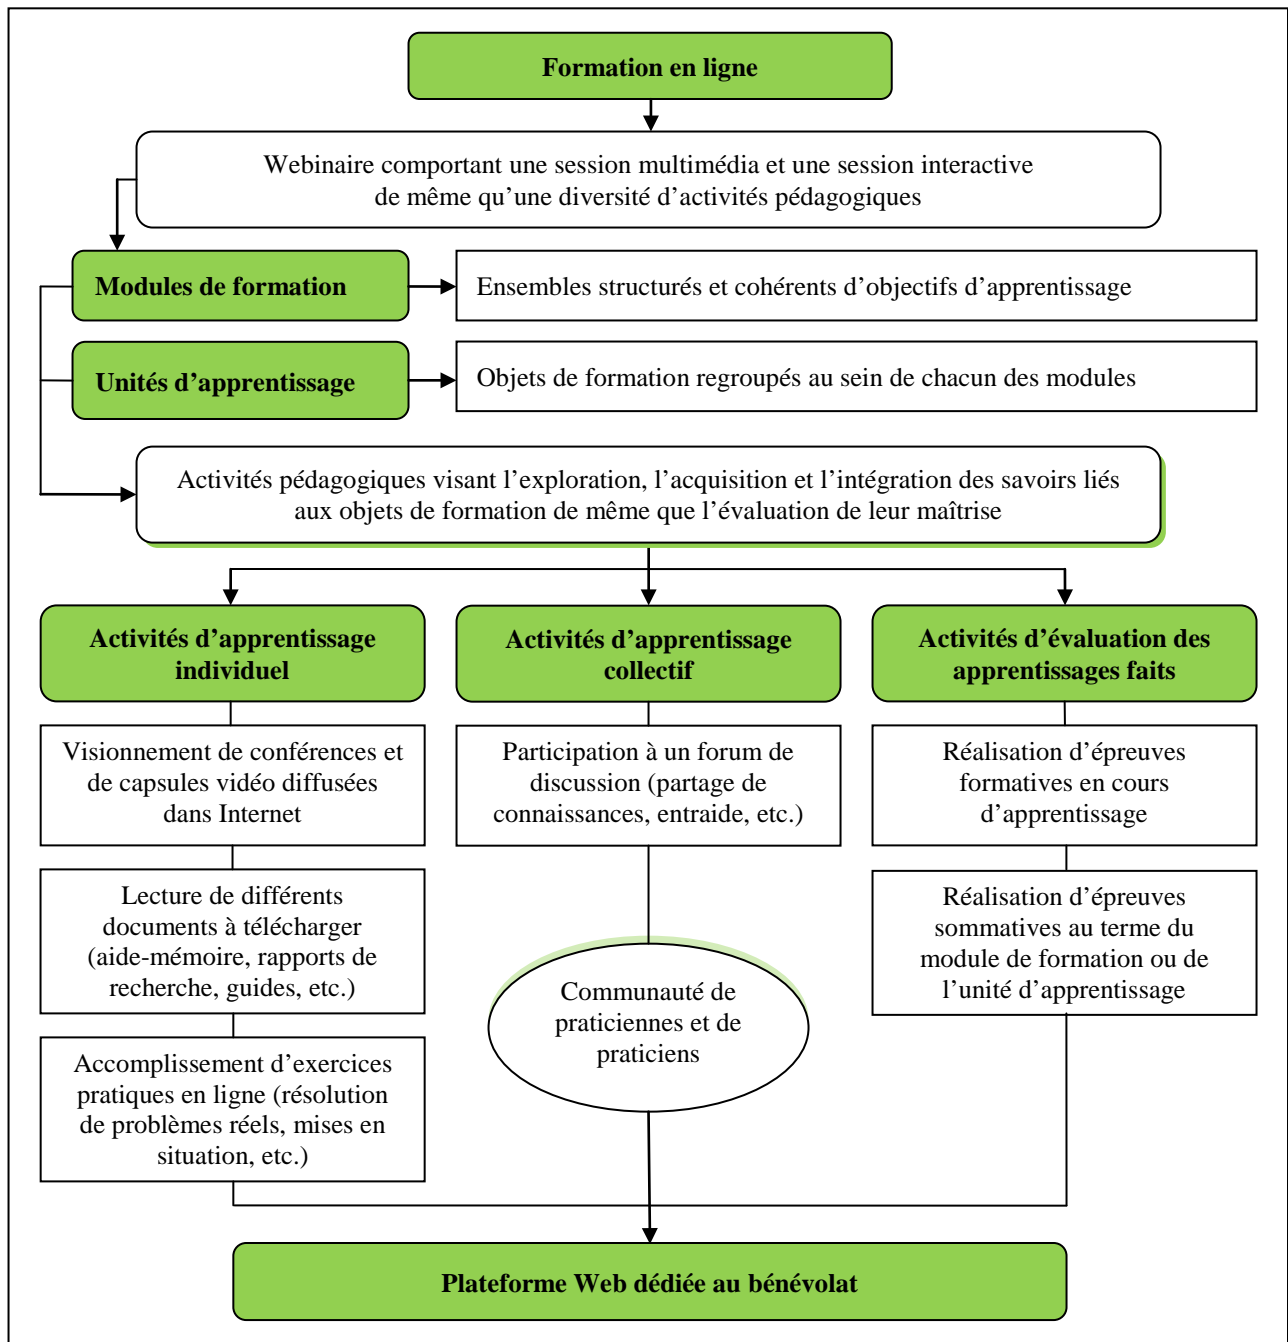 Formation en ligne
Webinaire comportant une session multimédia et une session interactive
de même qu’une diversité d’activités pédagogiques
Modules de formation
Ensembles structurés et cohérents d’objectifs d’apprentissage
Unités d’apprentissage
Objets de formation regroupés au sein de chacun des modules
Activités pédagogiques visant l’exploration, l’acquisition et l’intégration des savoirs liés
aux objets de formation de même que l’évaluation de leur maîtrise
Activités d’apprentissage
individuel
Visionnement de conférences et
de capsules vidéo diffusées
dans Internet
Lecture de différents
documents à télécharger
(aide-mémoire, rapports de
recherche, guides, etc.)
Accomplissement d’exercices
pratiques en ligne (résolution
de problèmes réels, mises en
situation, etc.)
Activités d’apprentissage
collectif
Participation à un forum de
discussion (partage de
connaissances, entraide, etc.)
Communauté de
praticiennes et de
praticiens
Activités d’évaluation des
apprentissages faits
Réalisation d’épreuves
formatives en cours
d’apprentissage
Réalisation d’épreuves
sommatives au terme du
module de formation ou de
l’unité d’apprentissage
Plateforme Web dédiée au bénévolat